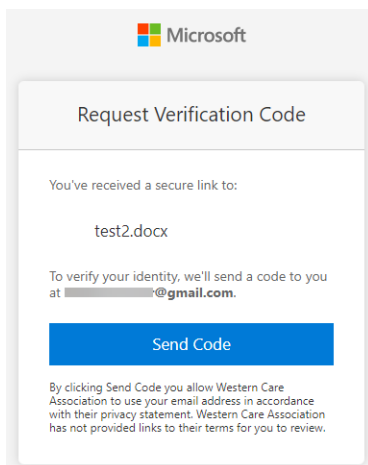 Microsoft
Request Verification Code
You've received a secure link to:
test2.docx
To verify your identity, we'll send a code to you
at @gmail.com.
Send Code
By clicking Send Code you allow Western Care
Association to use your email address in accordance
with their privacy statement. Western Care Association
has not provided links to their terms for you to review.